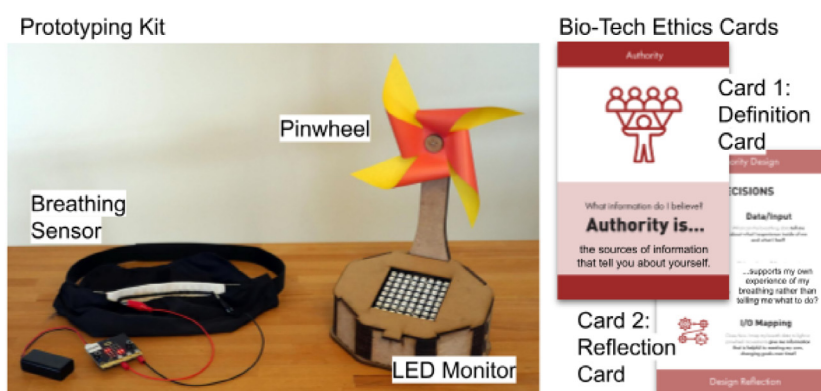 Prototyping Kit
Bio-Tech Ethics Cards
Pinwheel
Breathing
Sensor
LED Monitor
Authority
What information do I believe?
Authority is...
the sources of information
that tell you about yourself.
Card 1:
Definition
Card
ority Design
CISIONS
Data/Input
...supports my own
experience of my
breathing rather than
telling me what to do?
I/O Mapping
Card 2:
Reflection
Card
Design Reflection